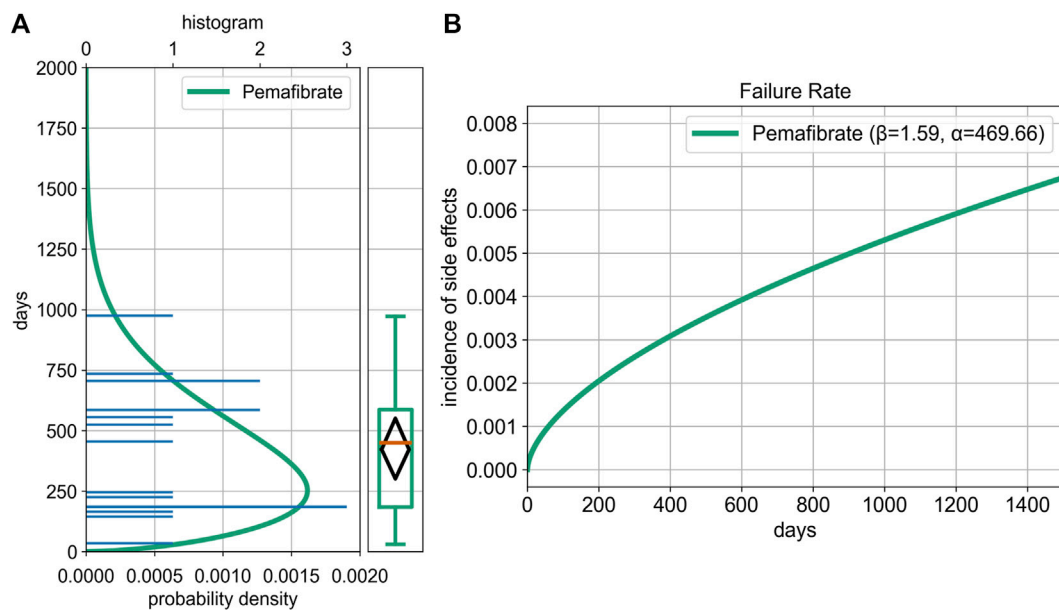 A
histogram
0 1 2 3
2000
1750
1500
1250
1000
750
500
250
0
days
Pemafibrate
0.0000 0.0005 0.0010 0.0015 0.0020
probability density
B
Failure Rate
0.008
0.007
0.006
0.005
0.004
0.003
0.002
0.001
0.000
incidence of side effects
Pemafibrate (β=1.59, α=469.66)
0 200 400 600 800 1000 1200 1400
days